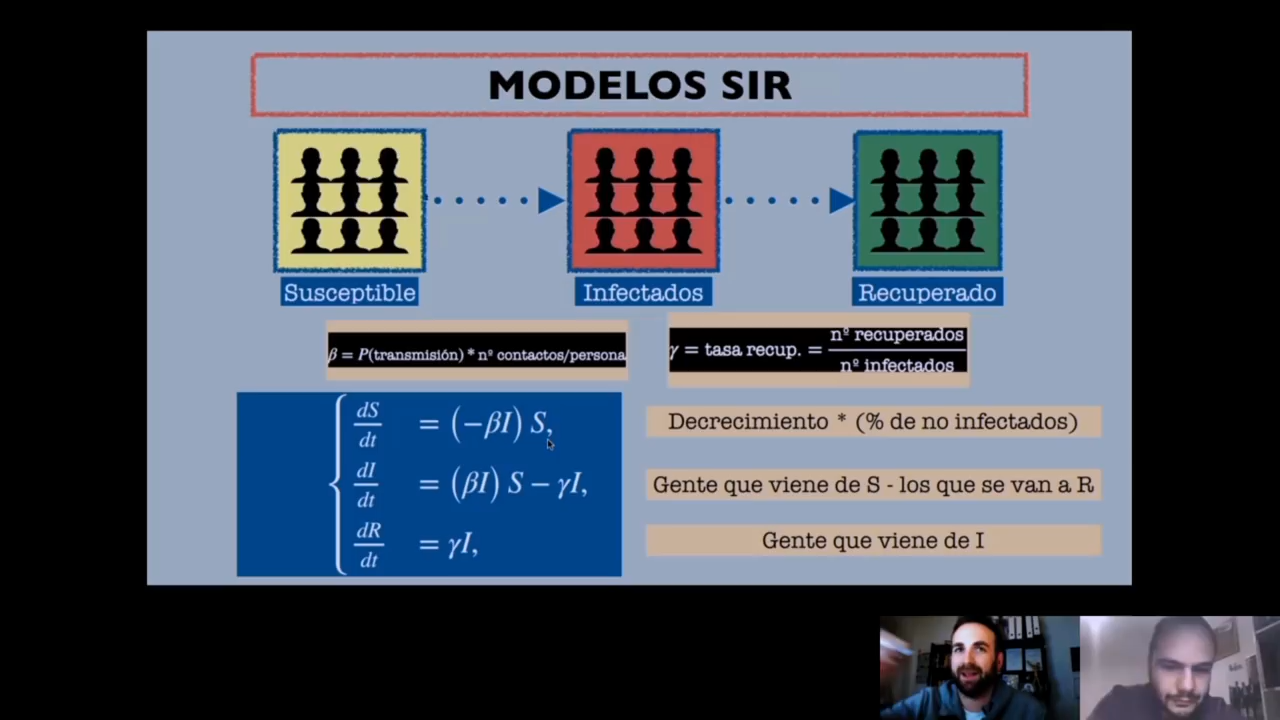 MODELOS SIR
Susceptible
Infectados
Recuperado
β = P(transmisión) * nº contactos/persona
γ = tasa recup. = nº recuperados / nº infectados
dS/dt = (−βI) S,
Decrecimiento * (% de no infectados)
dI/dt = (βI) S − γI,
Gente que viene de S - los que se van a R
dR/dt = γI,
Gente que viene de I